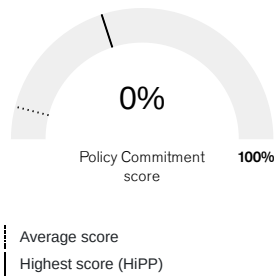 0%
Policy Commitment 100%
score
Average score
Highest score (HiPP)